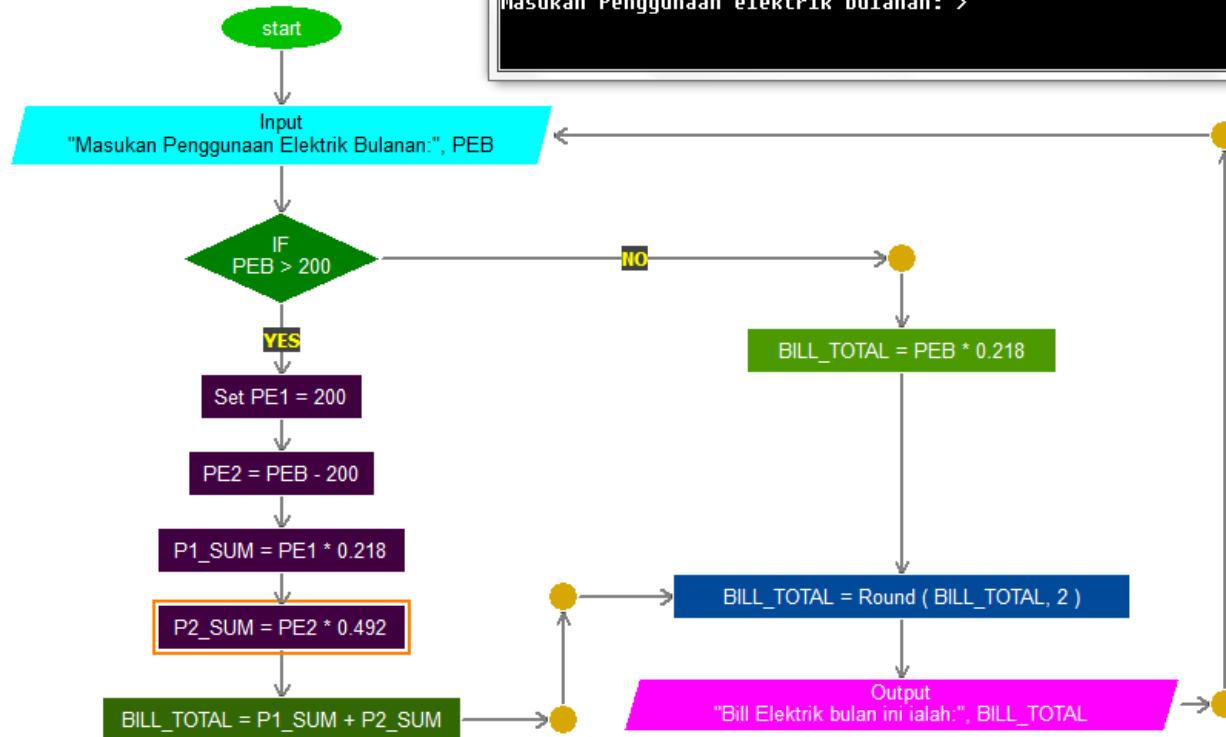 Masukan Penggunaan elektrik bulanan: >
start
Input
"Masukan Penggunaan Elektrik Bulanan:", PEB
IF
PEB > 200
NO
YES
BILL_TOTAL = PEB * 0.218
Set PE1 = 200
PE2 = PEB - 200
P1_SUM = PE1 * 0.218
P2_SUM = PE2 * 0.492
BILL_TOTAL = Round ( BILL_TOTAL, 2 )
BILL_TOTAL = P1_SUM + P2_SUM
Output
"Bill Elektrik bulan ini ialah:", BILL_TOTAL